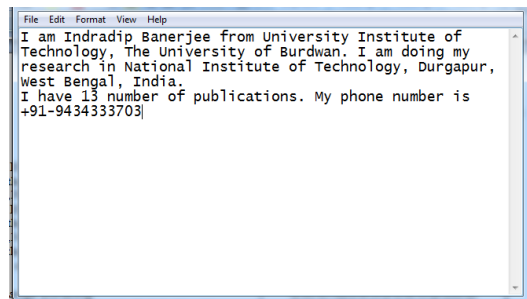 File Edit Format View Help
I am Indradip Banerjee from University Institute of
Technology, The University of Burdwan. I am doing my
research in National Institute of Technology, Durgapur,
West Bengal, India.
I have 13 number of publications. My phone number is
+91-9434333703